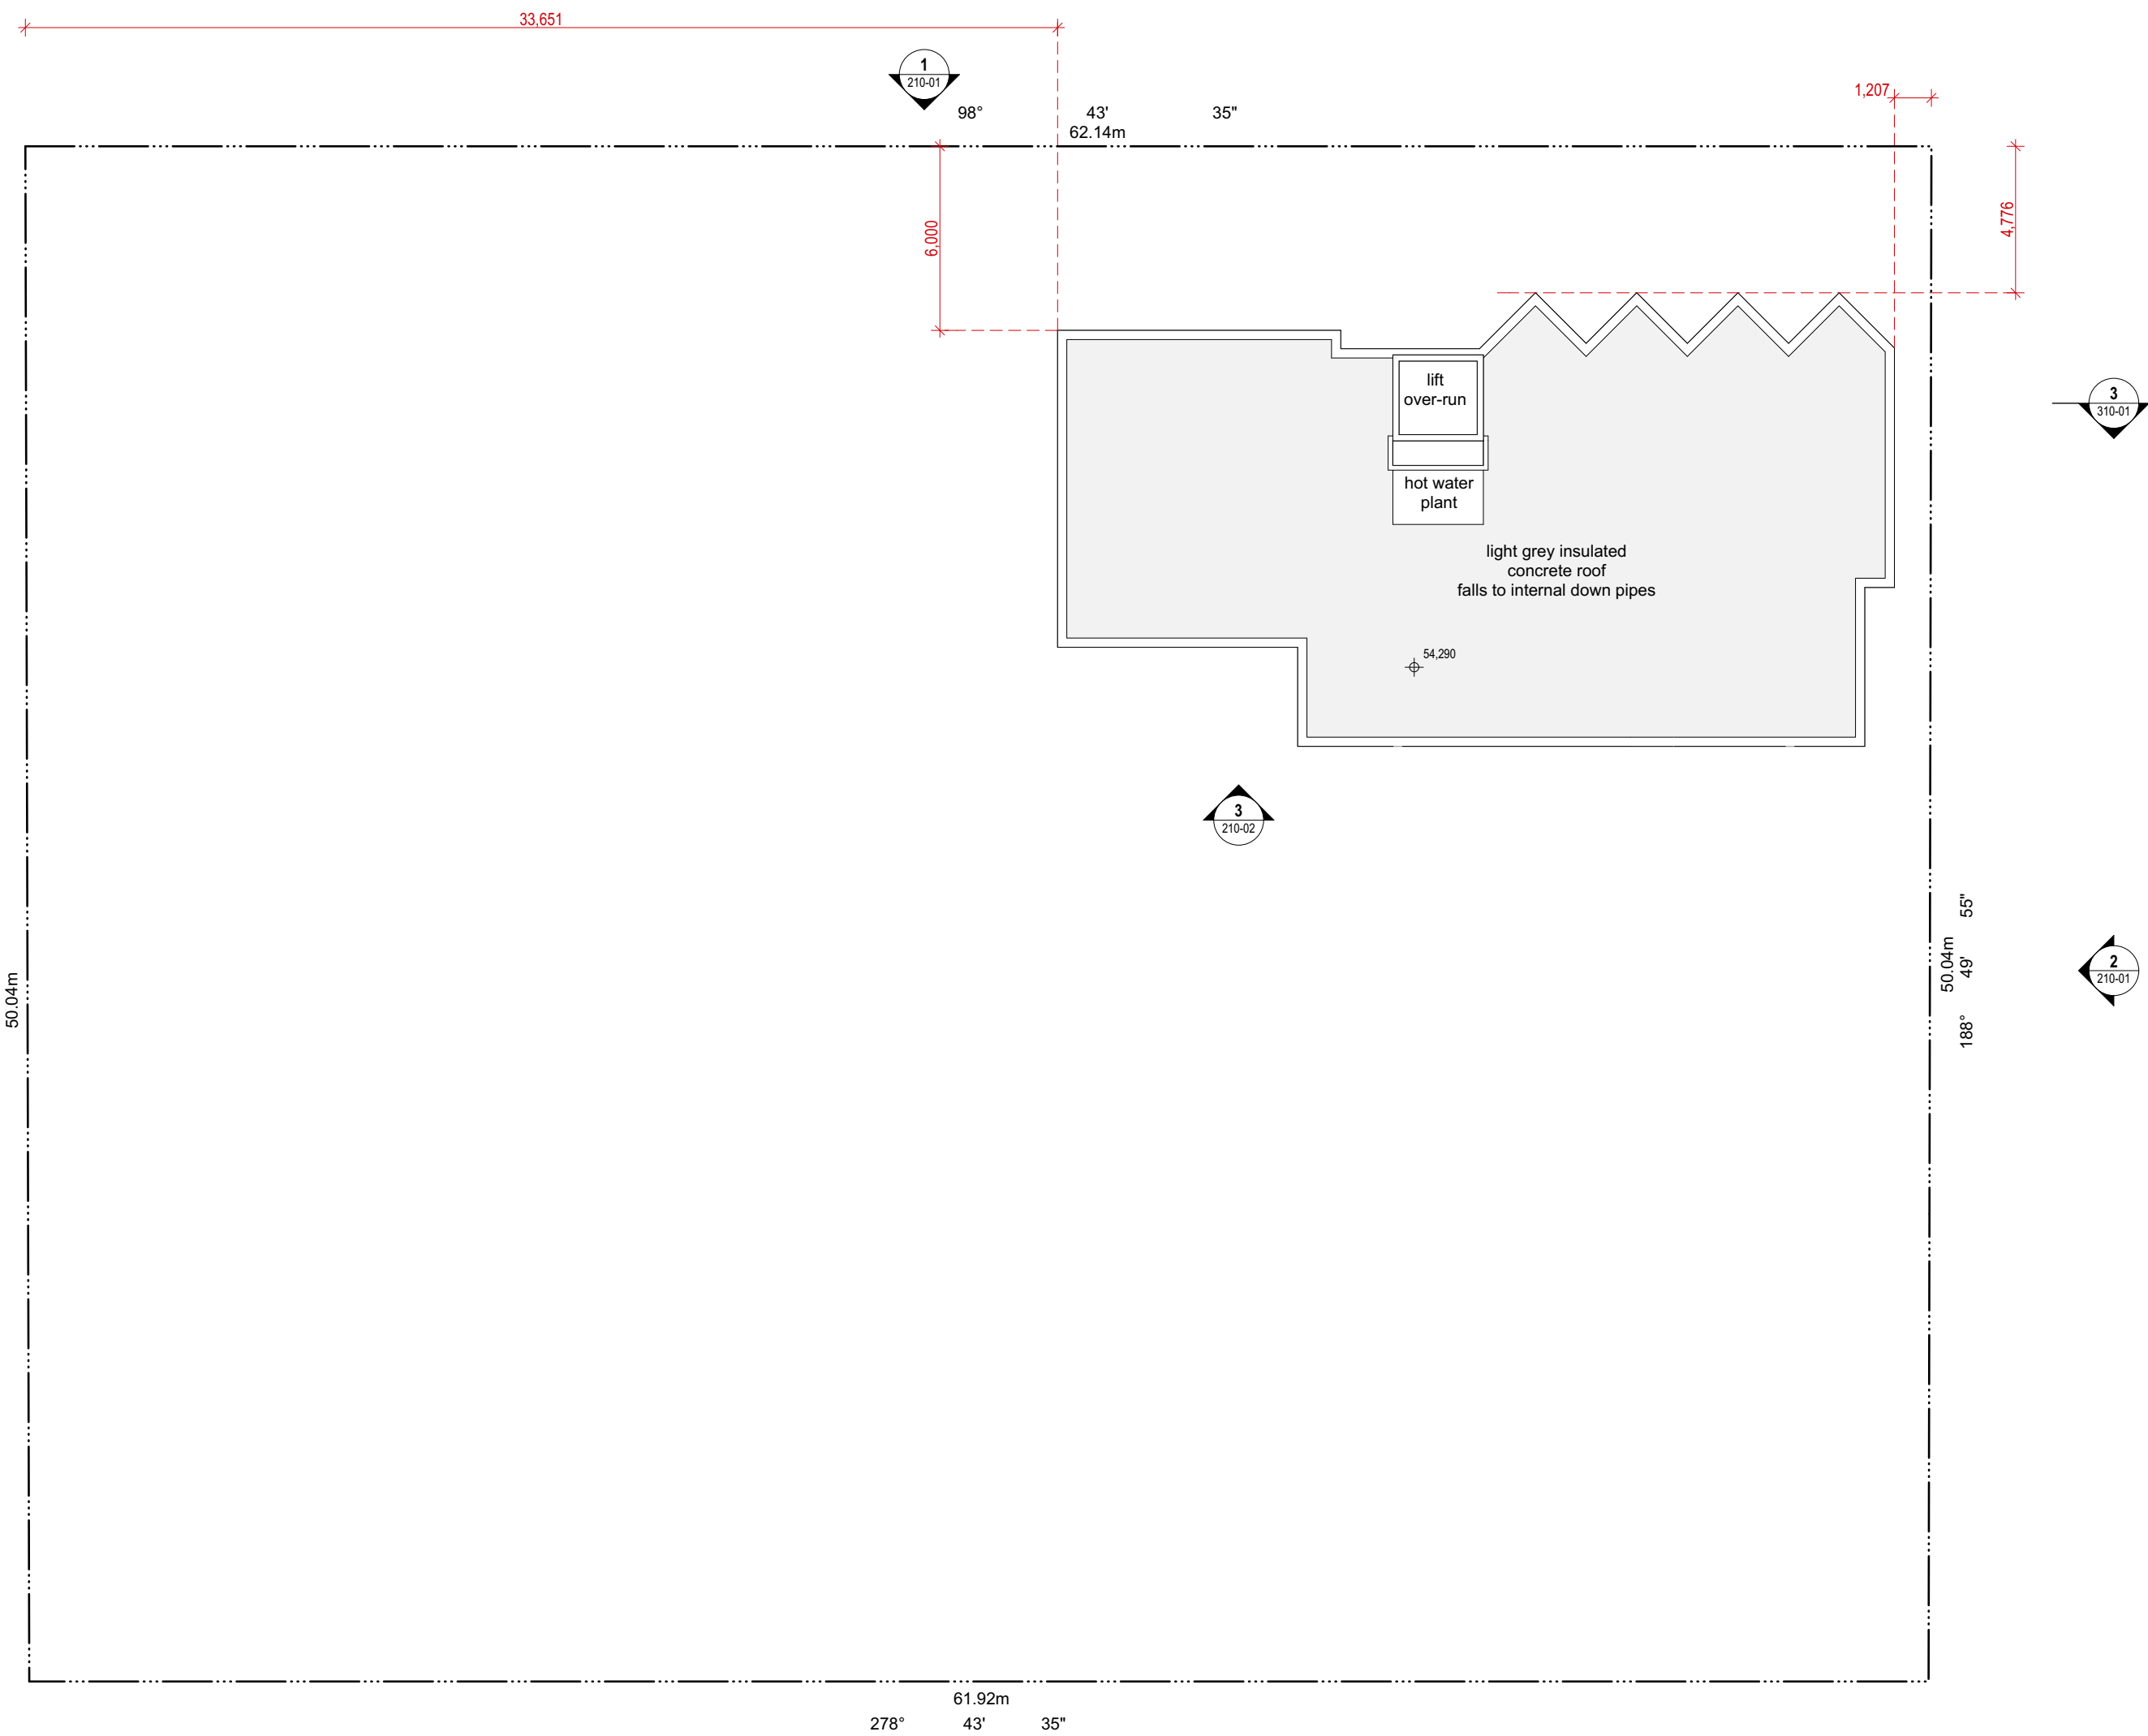 33,651
1
210-01
1,207
98° 43' 35"
62.14m
6,000
4,776
lift
over-run
3
310-01
hot water
plant
light grey insulated
concrete roof
falls to internal down pipes
54,290
3
210-02
50.04m
50.04m
188° 49' 55"
2
210-01
61.92m
278° 43' 35"